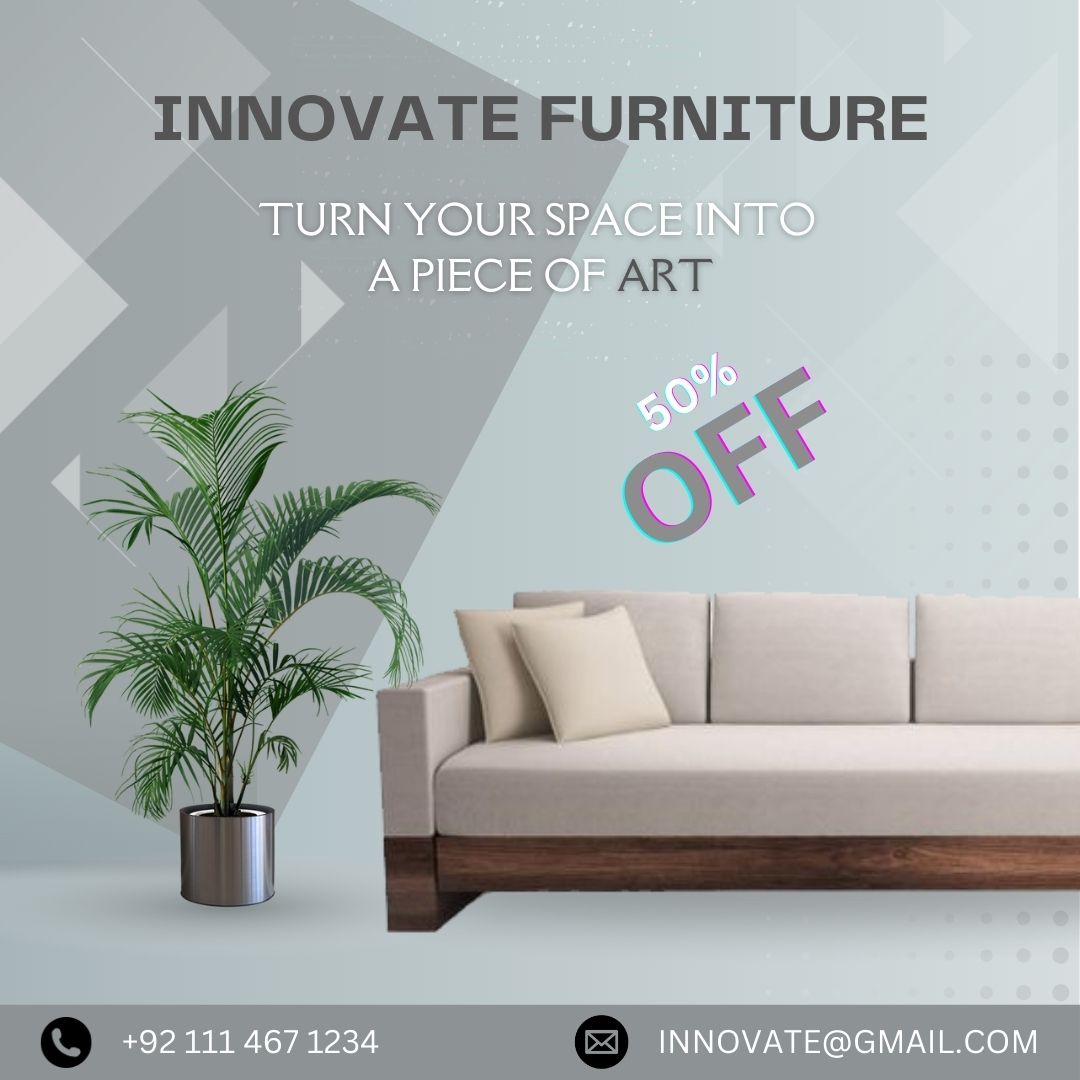 INNOVATE FURNITURE
TURN YOUR SPACE INTO
A PIECE OF ART
50%
OFF
+92 111 467 1234
INNOVATE@GMAIL.COM